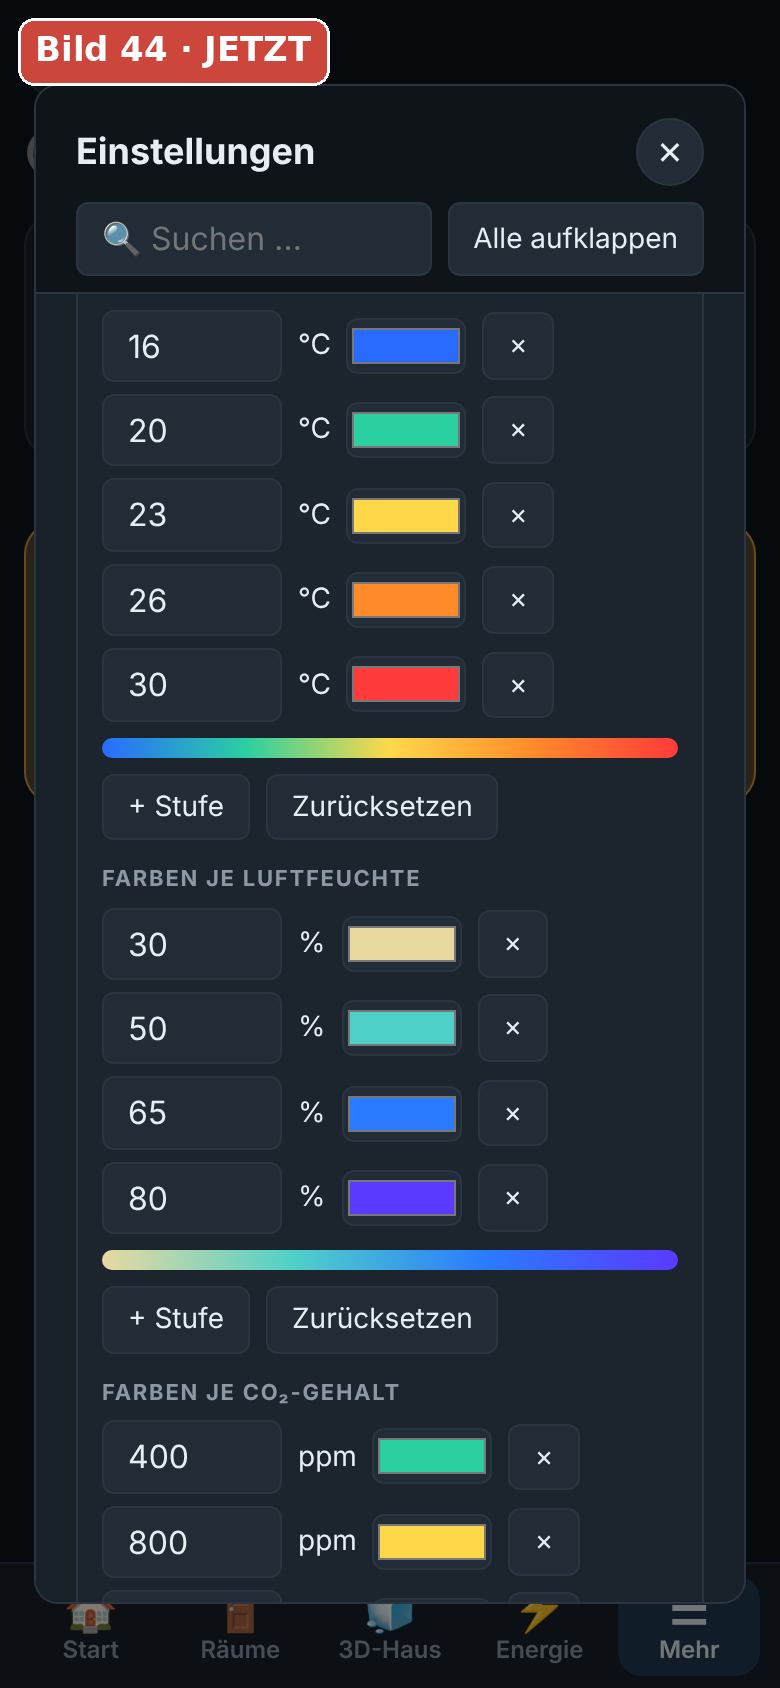 Bild 44 · JETZT
Einstellungen ×
🔍 Suchen ... Alle aufklappen
16 °C ×
20 °C ×
23 °C ×
26 °C ×
30 °C ×
+ Stufe Zurücksetzen
FARBEN JE LUFTFEUCHTE
30 % ×
50 % ×
65 % ×
80 % ×
+ Stufe Zurücksetzen
FARBEN JE CO₂-GEHALT
400 ppm ×
800 ppm ×
Start Räume 3D-Haus Energie Mehr